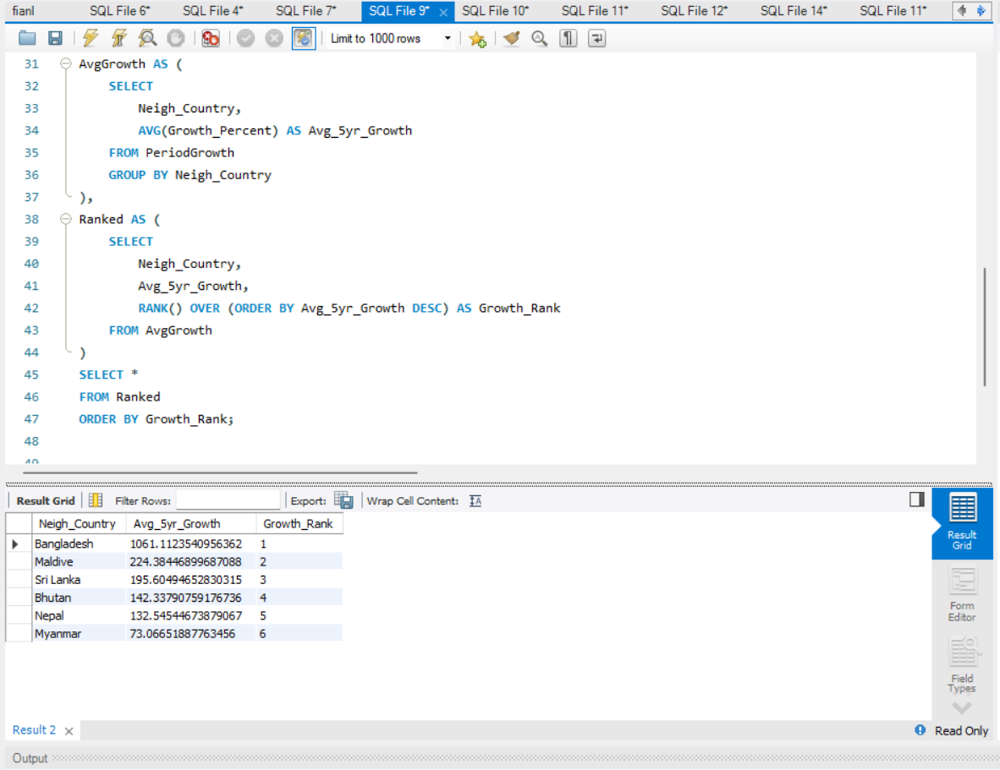 fianl SQL File 6* SQL File 4* SQL File 7* SQL File 9* SQL File 10* SQL File 11* SQL File 12* SQL File 14* SQL File 11*
Limit to 1000 rows
31 AvgGrowth AS (
32 SELECT
33 Neigh_Country,
34 AVG(Growth_Percent) AS Avg_5yr_Growth
35 FROM PeriodGrowth
36 GROUP BY Neigh_Country
37 ),
38 Ranked AS (
39 SELECT
40 Neigh_Country,
41 Avg_5yr_Growth,
42 RANK() OVER (ORDER BY Avg_5yr_Growth DESC) AS Growth_Rank
43 FROM AvgGrowth
44 )
45 SELECT *
46 FROM Ranked
47 ORDER BY Growth_Rank;
48
49
Result Grid Filter Rows: Export: Wrap Cell Content: IA
Neigh_Country Avg_5yr_Growth Growth_Rank
Bangladesh 1061.1123540956362 1
Maldive 224.38446899687088 2
Sri Lanka 195.60494652830315 3
Bhutan 142.33790759176736 4
Nepal 132.54544673879067 5
Myanmar 73.06651887763456 6
Result
Grid
Form
Editor
Field
Types
Result 2 Read Only
Output